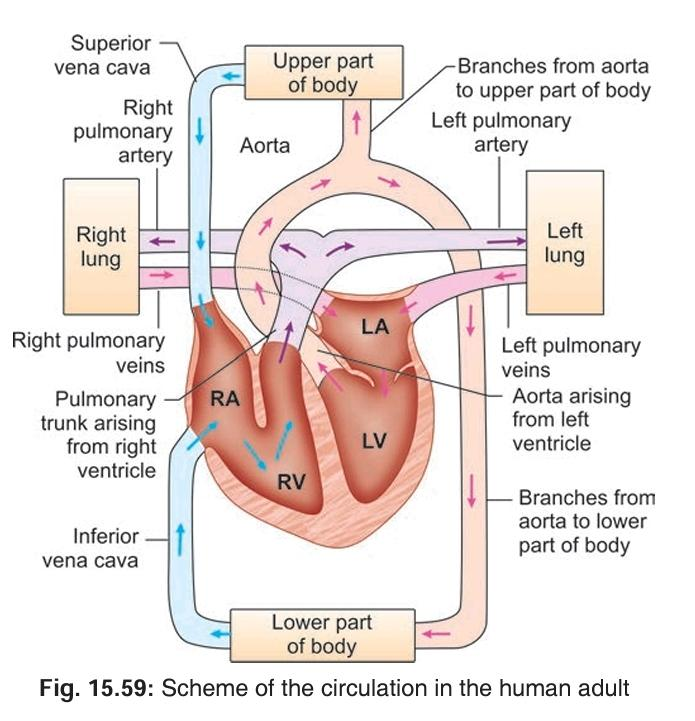 Superior
vena cava
Upper part
of body
Branches from aorta
to upper part of body
Right
pulmonary
artery
Aorta
Left pulmonary
artery
Right
lung
Left
lung
Right pulmonary
veins
LA
Left pulmonary
veins
Pulmonary
trunk arising
from right
ventricle
RA
Aorta arising
from left
ventricle
LV
RV
Branches from
aorta to lower
part of body
Inferior
vena cava
Lower part
of body
Fig. 15.59: Scheme of the circulation in the human adult